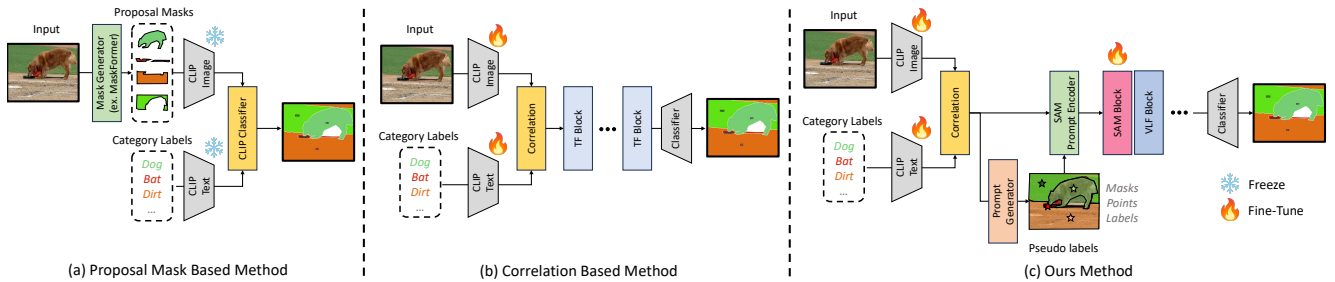 Proposal Masks
Input
Mask Generator
(ex. MaskFormer)
CLIP
Image
CLIP Classifier
Category Labels
Dog
Bat
Dirt
...
CLIP
Text
(a) Proposal Mask Based Method
Input
CLIP
Image
Correlation
TF Block
TF Block
Classifier
Category Labels
Dog
Bat
Dirt
...
CLIP
Text
(b) Correlation Based Method
Input
CLIP
Image
Correlation
SAM
Prompt Encoder
SAM Block
VLF Block
Classifier
Category Labels
Dog
Bat
Dirt
...
CLIP
Text
Prompt
Generator
Masks
Points
Labels
Pseudo labels
Freeze
Fine-Tune
(c) Ours Method